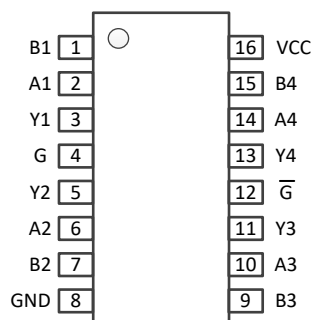 B1 1 16 VCC
A1 2 15 B4
Y1 3 14 A4
G 4 13 Y4
Y2 5 12 G̅
A2 6 11 Y3
B2 7 10 A3
GND 8 9 B3